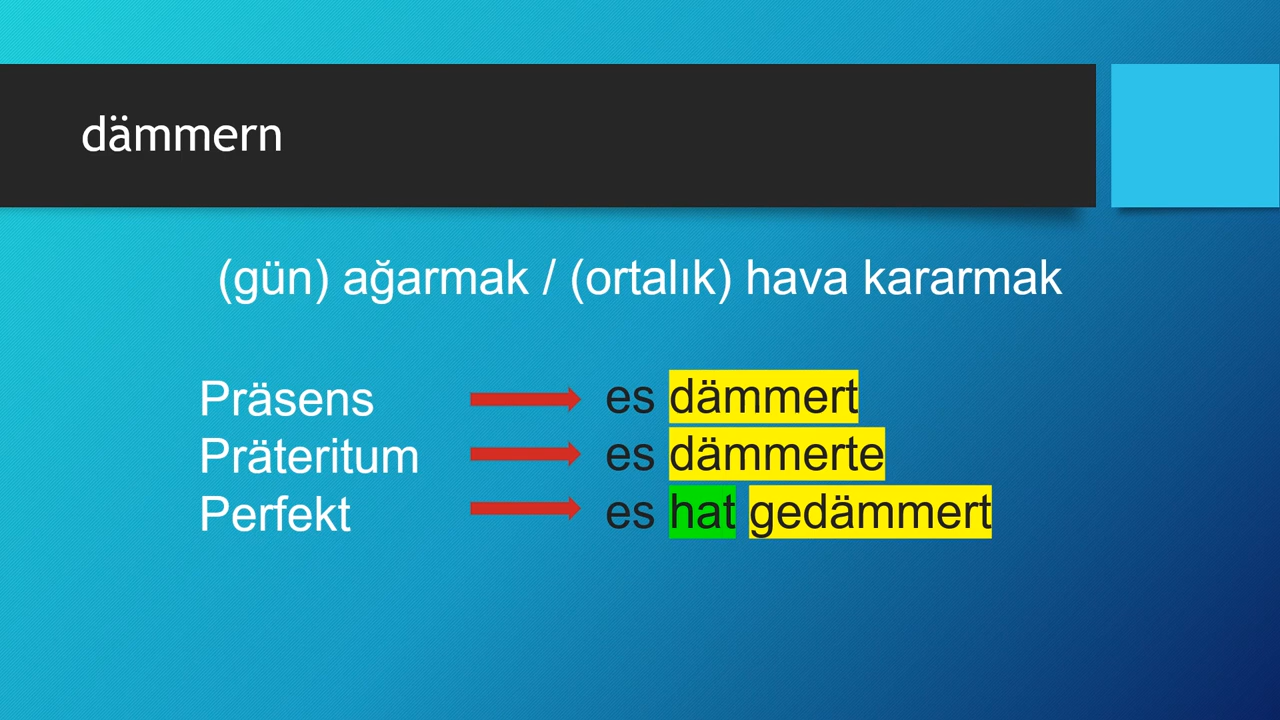 dämmern
(gün) ağarmak / (ortalık) hava kararmak
Präsens es dämmert
Präteritum es dämmerte
Perfekt es hat gedämmert